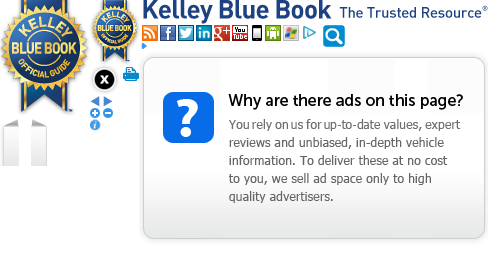 Kelley Blue Book The Trusted Resource®
KELLEY
BLUE BOOK
OFFICIAL GUIDE
KELLEY
BLUE BOOK
OFFICIAL GUIDE
You Tube
X
Why are there ads on this page?
You rely on us for up-to-date values, expert
reviews and unbiased, in-depth vehicle
information. To deliver these at no cost
to you, we sell ad space only to high
quality advertisers.